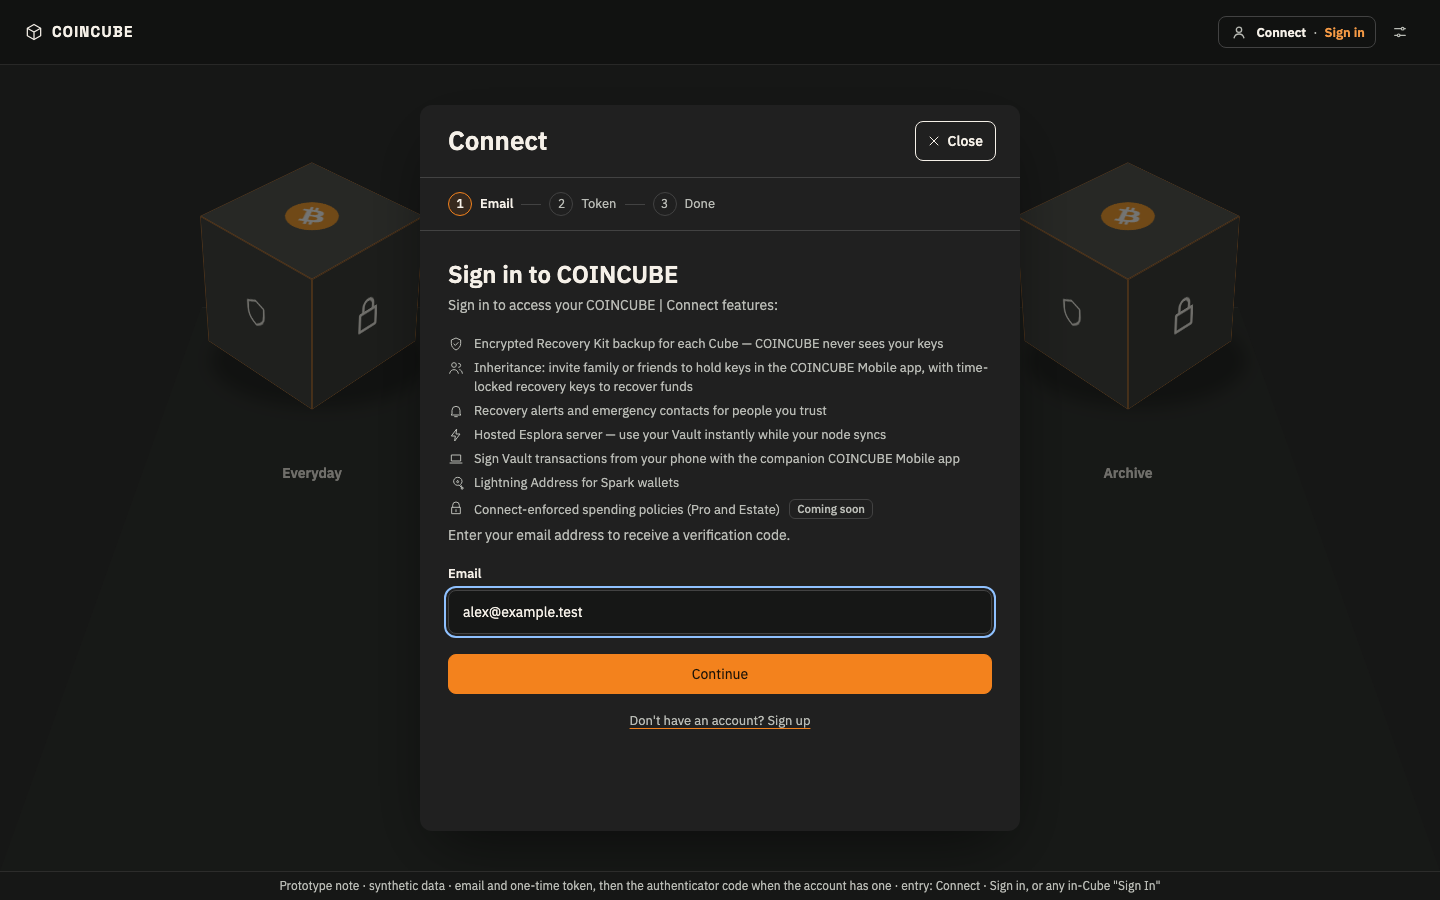 COINCUBE
Connect · Sign in
Connect
Close
1 Email 2 Token 3 Done
Sign in to COINCUBE
Sign in to access your COINCUBE | Connect features:
Encrypted Recovery Kit backup for each Cube — COINCUBE never sees your keys
Inheritance: invite family or friends to hold keys in the COINCUBE Mobile app, with time-
locked recovery keys to recover funds
Recovery alerts and emergency contacts for people you trust
Hosted Esplora server — use your Vault instantly while your node syncs
Sign Vault transactions from your phone with the companion COINCUBE Mobile app
Lightning Address for Spark wallets
Connect-enforced spending policies (Pro and Estate) Coming soon
Enter your email address to receive a verification code.
Email
alex@example.test
Continue
Don't have an account? Sign up
Everyday
Archive
Prototype note · synthetic data · email and one-time token, then the authenticator code when the account has one · entry: Connect · Sign in, or any in-Cube "Sign In"